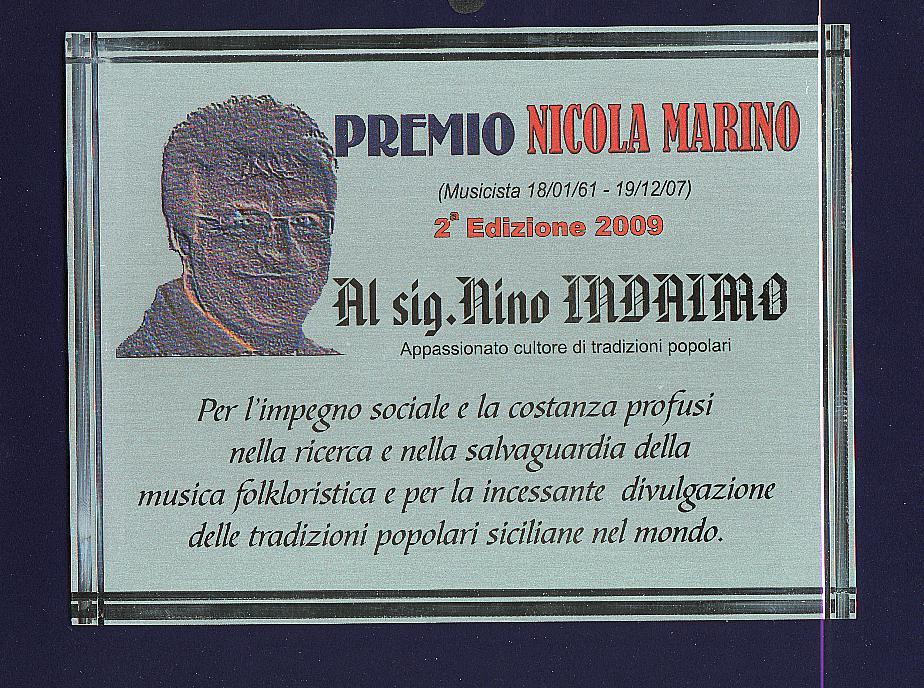 PREMIO NICOLA MARINO
(Musicista 18/01/61 - 19/12/07)
2ª Edizione 2009
Al sig.Nino INDAIMO
Appassionato cultore di tradizioni popolari
Per l'impegno sociale e la costanza profusi
nella ricerca e nella salvaguardia della
musica folkloristica e per la incessante divulgazione
delle tradizioni popolari siciliane nel mondo.